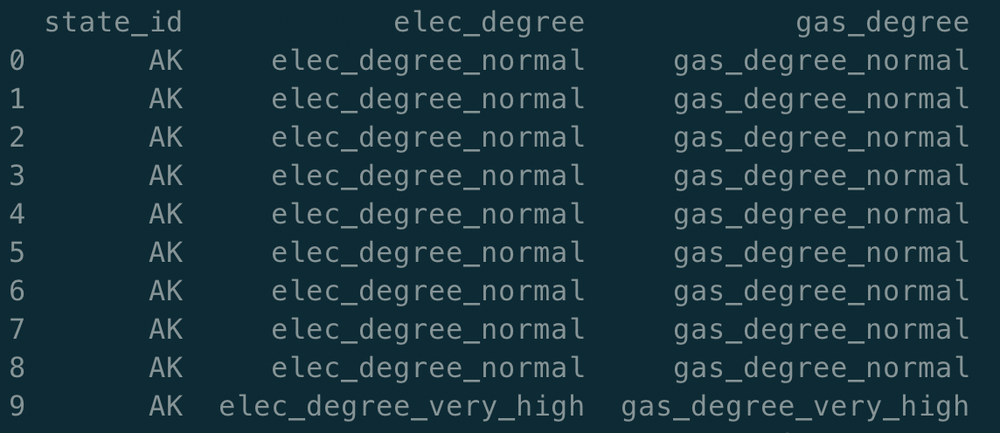 state_id elec_degree gas_degree
0 AK elec_degree_normal gas_degree_normal
1 AK elec_degree_normal gas_degree_normal
2 AK elec_degree_normal gas_degree_normal
3 AK elec_degree_normal gas_degree_normal
4 AK elec_degree_normal gas_degree_normal
5 AK elec_degree_normal gas_degree_normal
6 AK elec_degree_normal gas_degree_normal
7 AK elec_degree_normal gas_degree_normal
8 AK elec_degree_normal gas_degree_normal
9 AK elec_degree_very_high gas_degree_very_high